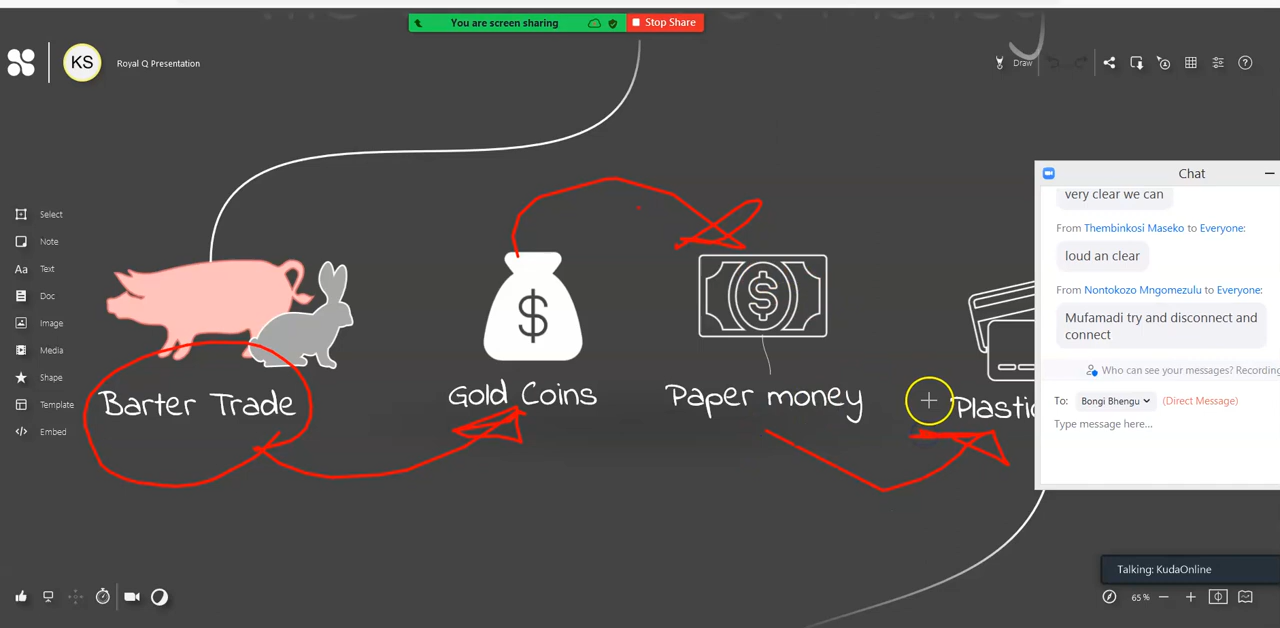 You are screen sharing
Stop Share
KS
Royal Q Presentation
Draw
Select
Note
Aa Text
Doc
Image
Media
Shape
Template
Embed
Barter Trade
$
Gold Coins
$
Paper money
Chat
very clear we can
From Thembinkosi Maseko to Everyone:
loud an clear
From Nontokozo Mngomezulu to Everyone:
Mufamadi try and disconnect and
connect
Who can see your messages? Recording
To: Bongi Bhengu (Direct Message)
Type message here...
Talking: KudaOnline
65 %